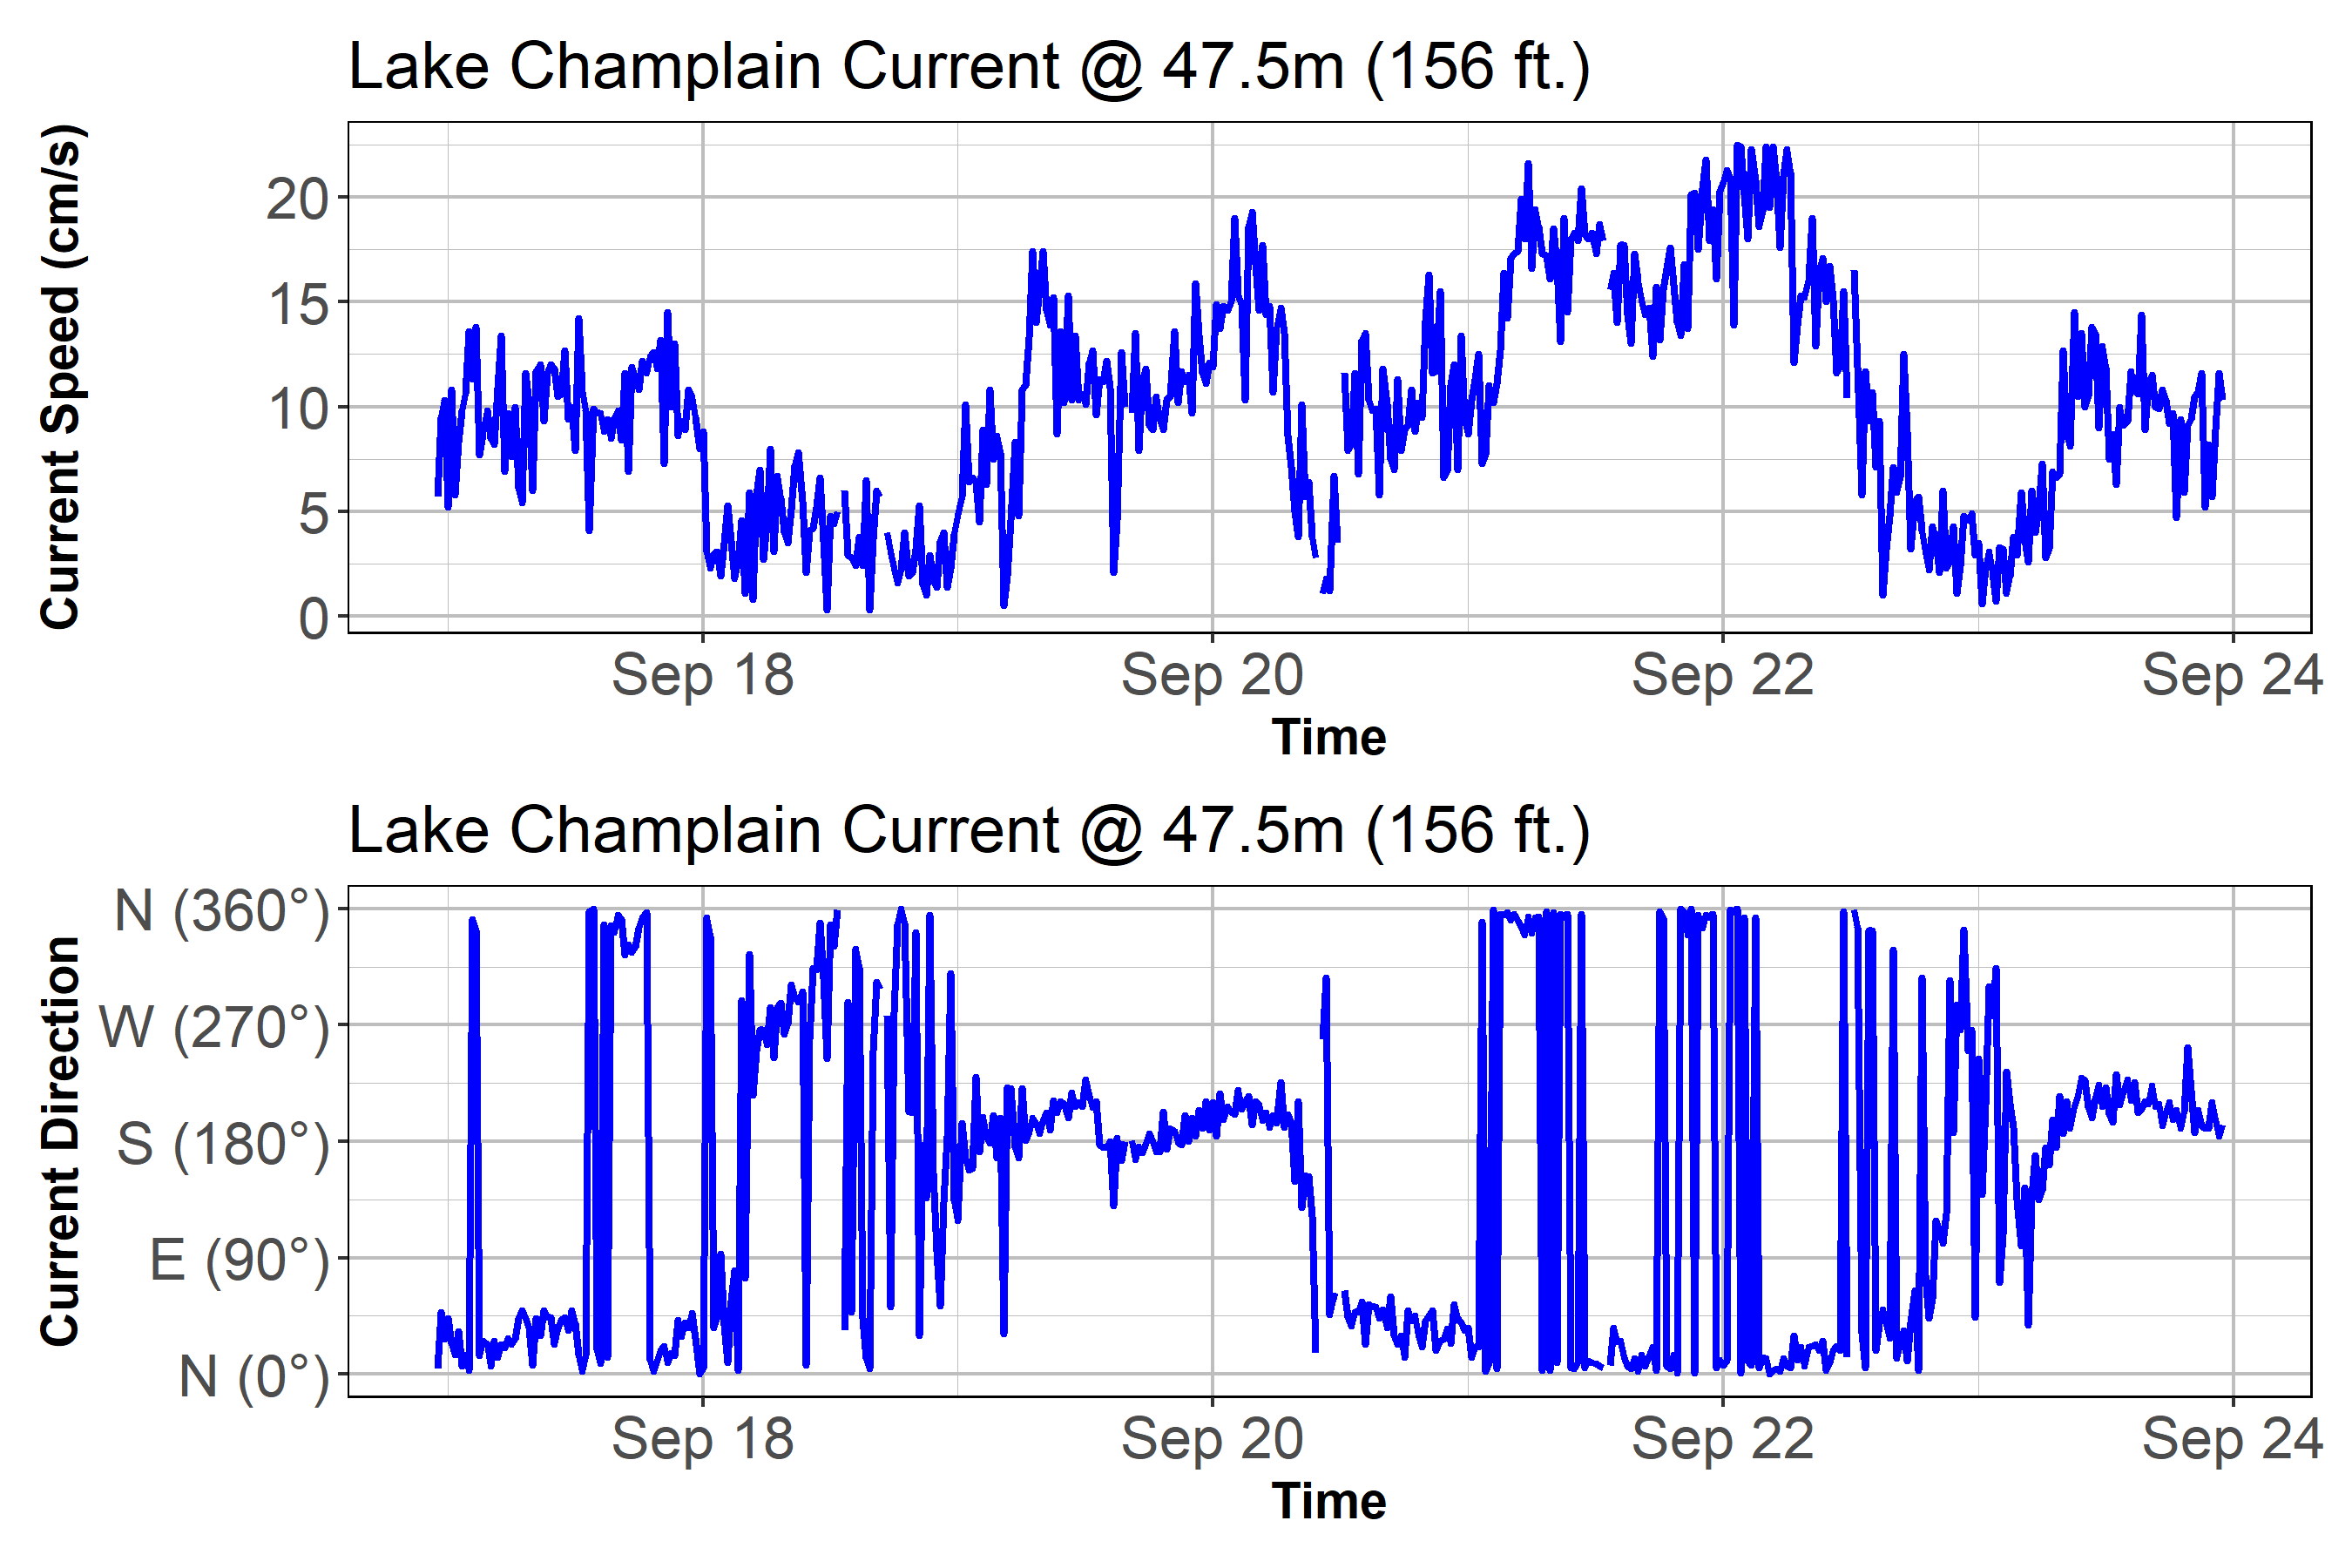 Lake Champlain Current @ 47.5m (156 ft.)
Current Speed (cm/s)
20
15
10
5
0
Sep 18 Sep 20 Sep 22 Sep 24
Time
Lake Champlain Current @ 47.5m (156 ft.)
Current Direction
N (360°)
W (270°)
S (180°)
E (90°)
N (0°)
Sep 18 Sep 20 Sep 22 Sep 24
Time